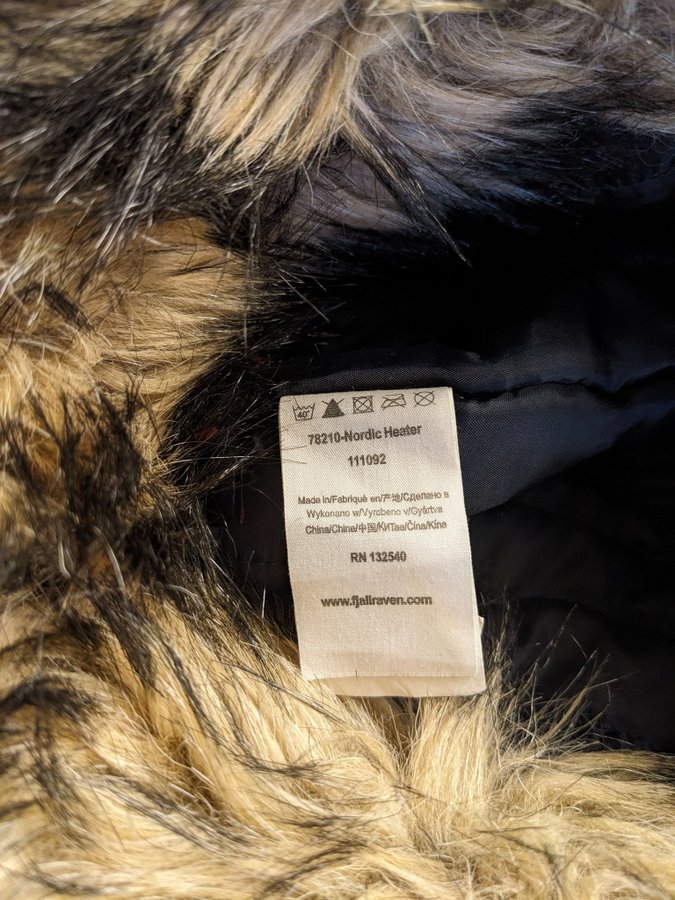 40°
78210-Nordic Heater
111092
Made in/Fabriqué en/产地/Сделано в
Wykonano w/Vyrobeno v/Gyártva
China/Chine/中国/КИТай/Čína/Kína
RN 132540
www.fjallraven.com